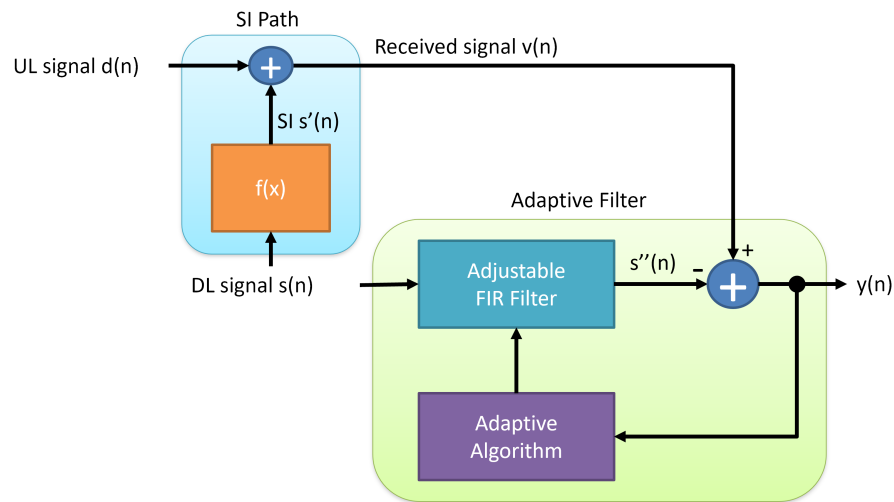 SI Path
UL signal d(n)
Received signal v(n)
+
SI s’(n)
f(x)
DL signal s(n)
Adaptive Filter
Adjustable
FIR Filter
s’’(n)
-
+
+
y(n)
Adaptive
Algorithm